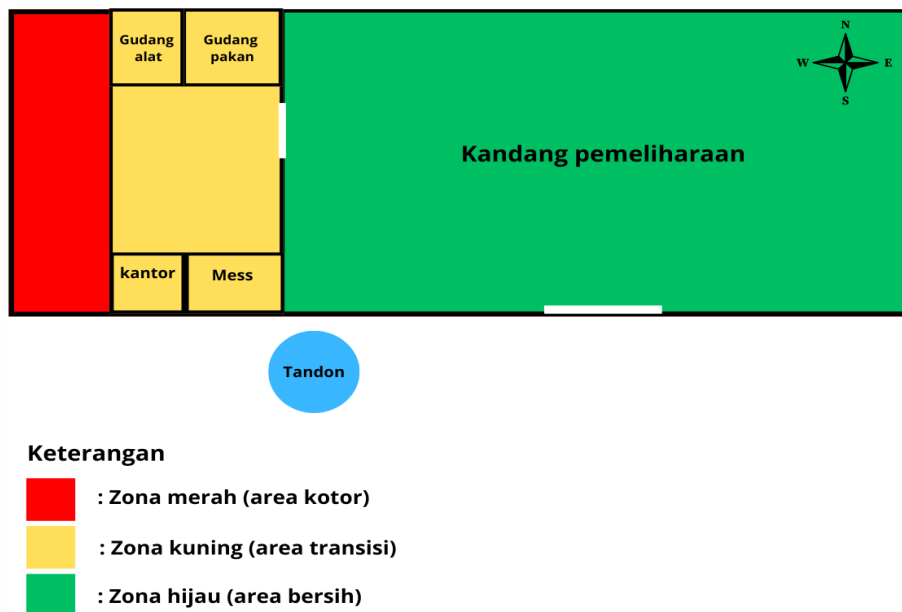 Gudang
alat
Gudang
pakan
N
W
E
S
Kandang pemeliharaan
kantor
Mess
Tandon
Keterangan
: Zona merah (area kotor)
: Zona kuning (area transisi)
: Zona hijau (area bersih)